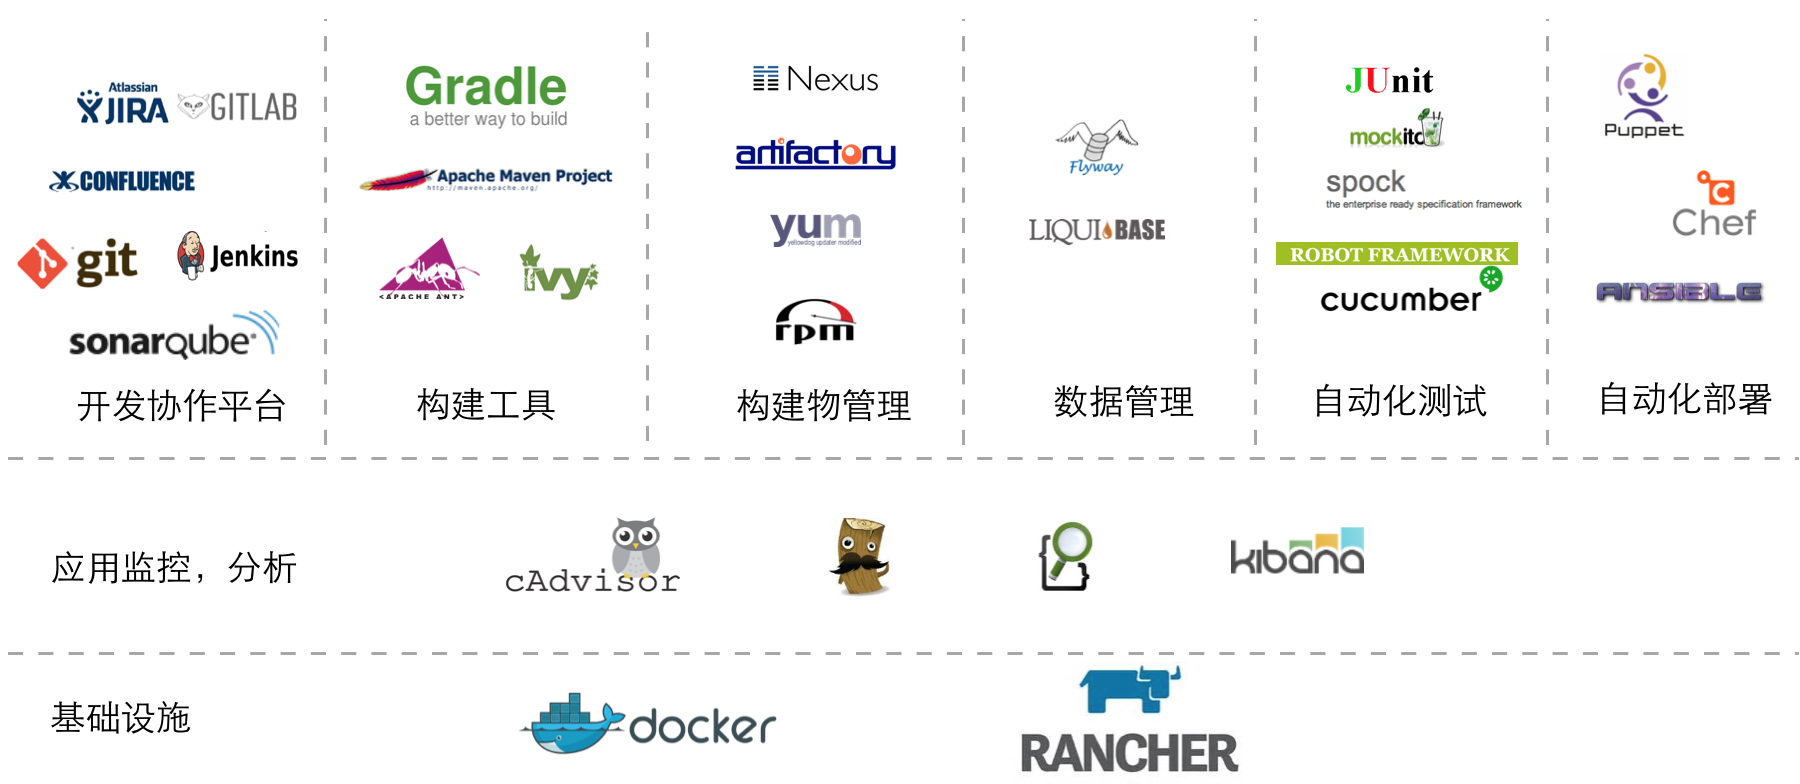 Atlassian
JIRA
GITLAB
CONFLUENCE
git
Jenkins
sonarqube
开发协作平台
Gradle
a better way to build
Apache Maven Project
http://maven.apache.org/
<APACHE ANT>
ivy
构建工具
Nexus
artifactory
yum
yellowdog updater modified
rpm
构建物管理
Flyway
LIQUIBASE
数据管理
JUnit
mockito
spock
the enterprise ready specification framework
ROBOT FRAMEWORK
cucumber
自动化测试
Puppet
Chef
ANSIBLE
自动化部署
应用监控，分析
cAdvisor
kibana
基础设施
docker
RANCHER